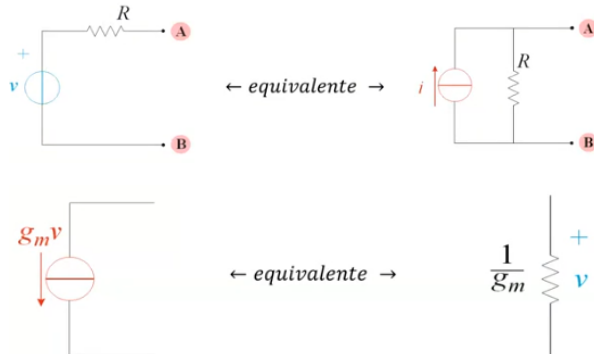 R
A
+
v
B
← equivalente →
A
R
i
B
gₘv
← equivalente →
1
gₘ
+
v